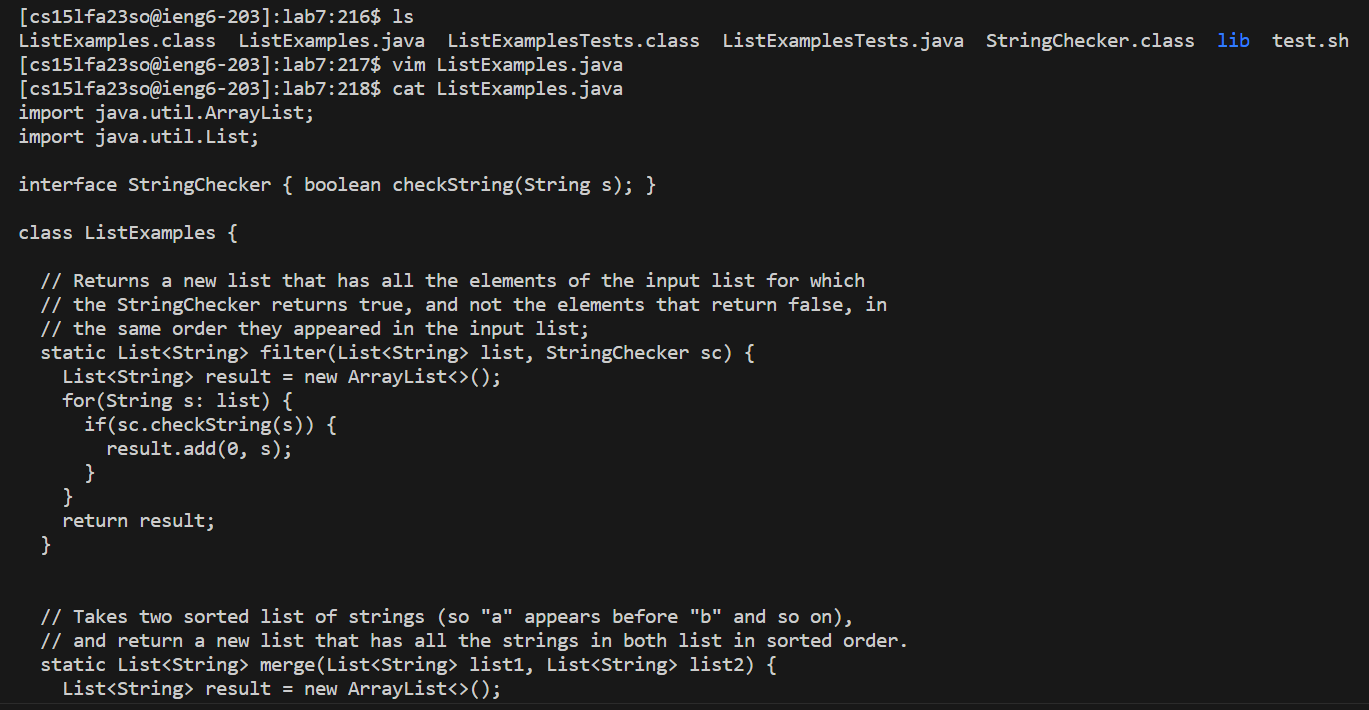 [cs15lfa23so@ieng6-203]:lab7:216$ ls
ListExamples.class  ListExamples.java  ListExamplesTests.class  ListExamplesTests.java  StringChecker.class  lib  test.sh
[cs15lfa23so@ieng6-203]:lab7:217$ vim ListExamples.java
[cs15lfa23so@ieng6-203]:lab7:218$ cat ListExamples.java
import java.util.ArrayList;
import java.util.List;

interface StringChecker { boolean checkString(String s); }

class ListExamples {

  // Returns a new list that has all the elements of the input list for which
  // the StringChecker returns true, and not the elements that return false, in
  // the same order they appeared in the input list;
  static List<String> filter(List<String> list, StringChecker sc) {
    List<String> result = new ArrayList<>();
    for(String s: list) {
      if(sc.checkString(s)) {
        result.add(0, s);
      }
    }
    return result;
  }


  // Takes two sorted list of strings (so "a" appears before "b" and so on),
  // and return a new list that has all the strings in both list in sorted order.
  static List<String> merge(List<String> list1, List<String> list2) {
    List<String> result = new ArrayList<>();